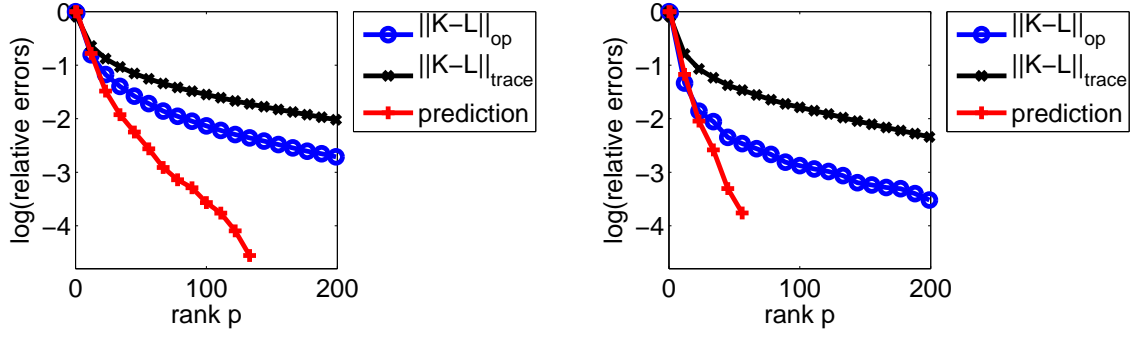 0
−1
−2
−3
−4
log(relative errors)
0
100
200
rank p
||K−L||op
||K−L||trace
prediction
0
−1
−2
−3
−4
log(relative errors)
0
100
200
rank p
||K−L||op
||K−L||trace
prediction